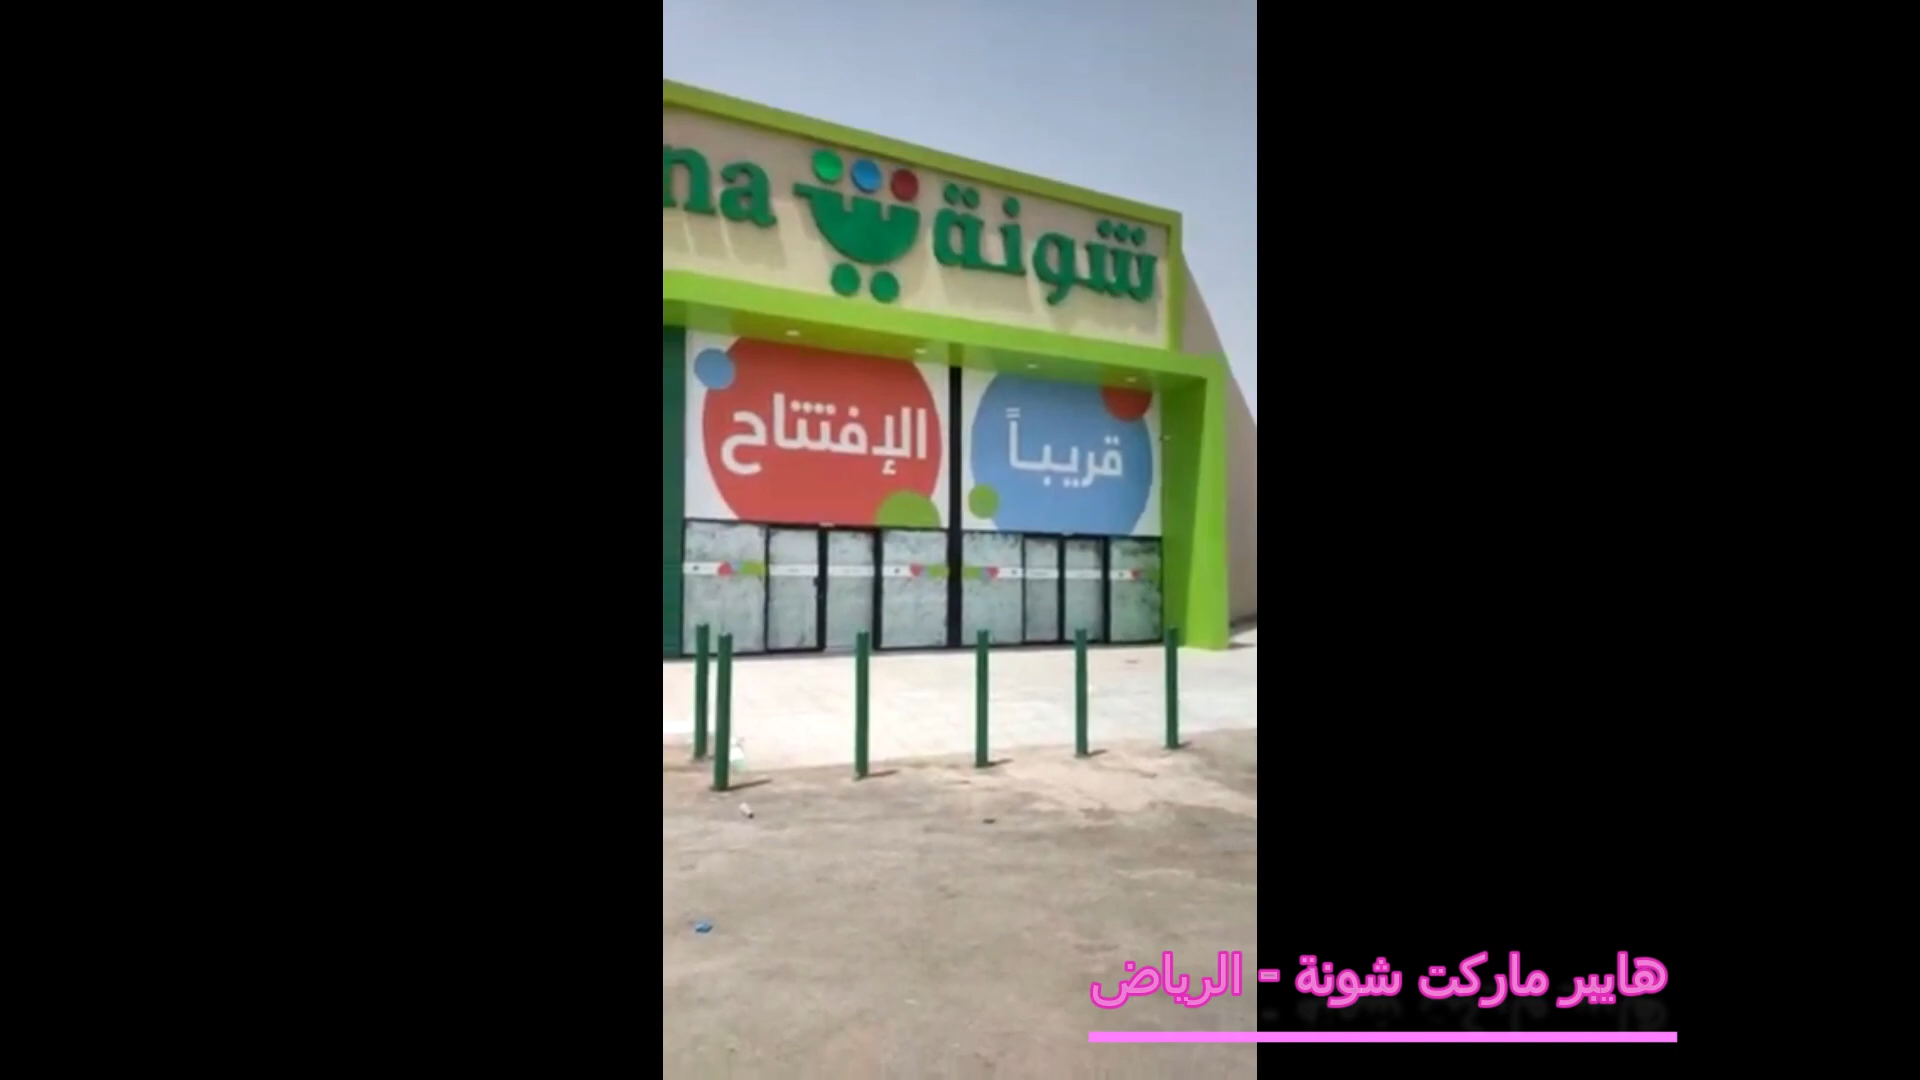 شونة na
قريباً
الإفتتاح
هايبر ماركت شونة - الرياض